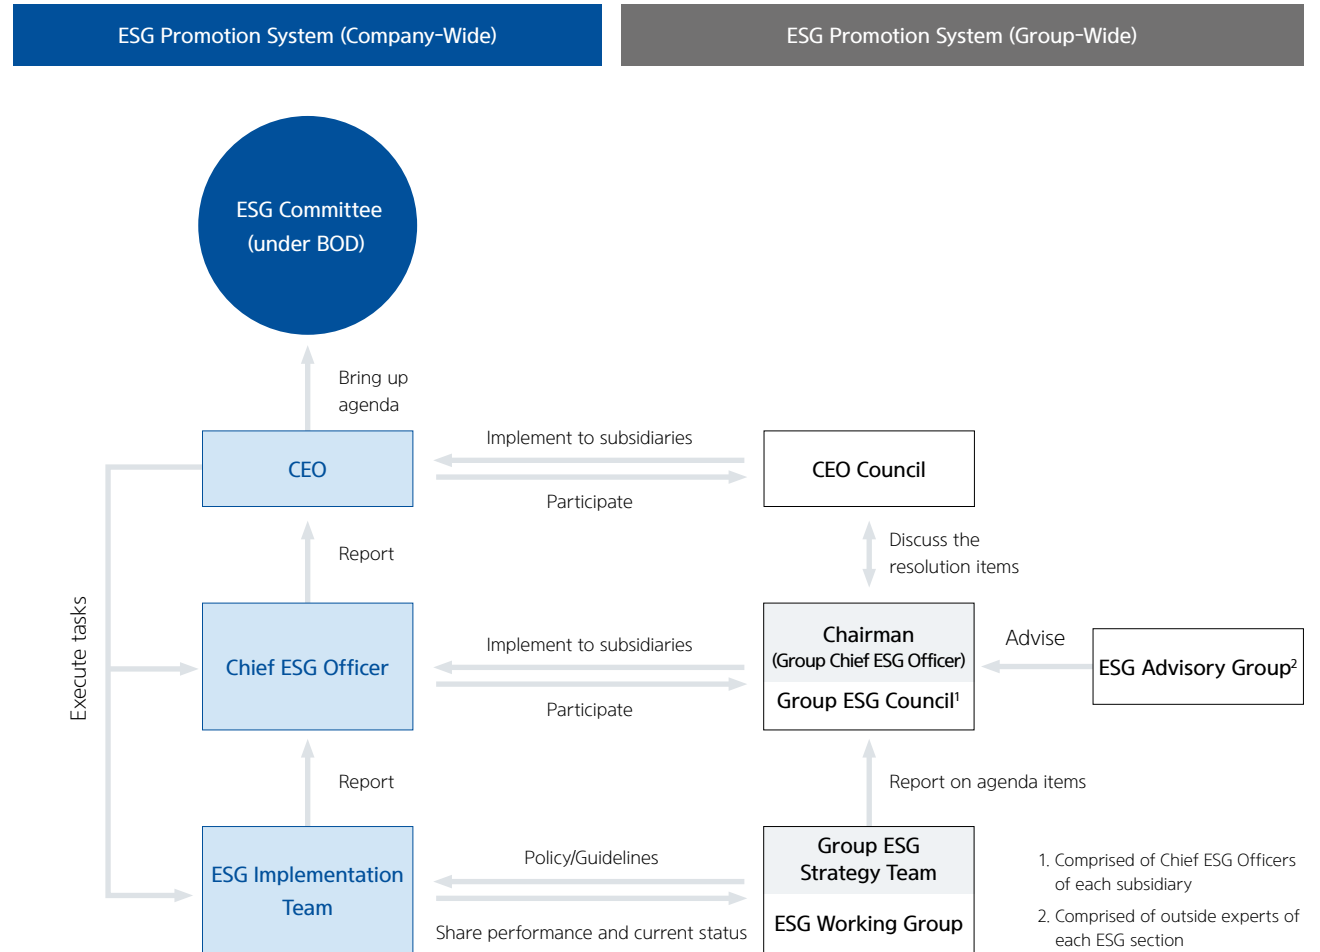 ESG Promotion System (Company-Wide)
ESG Promotion System (Group-Wide)
ESG Committee
(under BOD)
Bring up
agenda
Implement to subsidiaries
CEO
CEO Council
Participate
Report
Discuss the
resolution items
Execute tasks
Implement to subsidiaries
Chief ESG Officer
Chairman
(Group Chief ESG Officer)
Group ESG Council¹
Advise
ESG Advisory Group²
Participate
Report
Report on agenda items
ESG Implementation
Team
Policy/Guidelines
Group ESG
Strategy Team
ESG Working Group
Share performance and current status
1. Comprised of Chief ESG Officers
of each subsidiary
2. Comprised of outside experts of
each ESG section